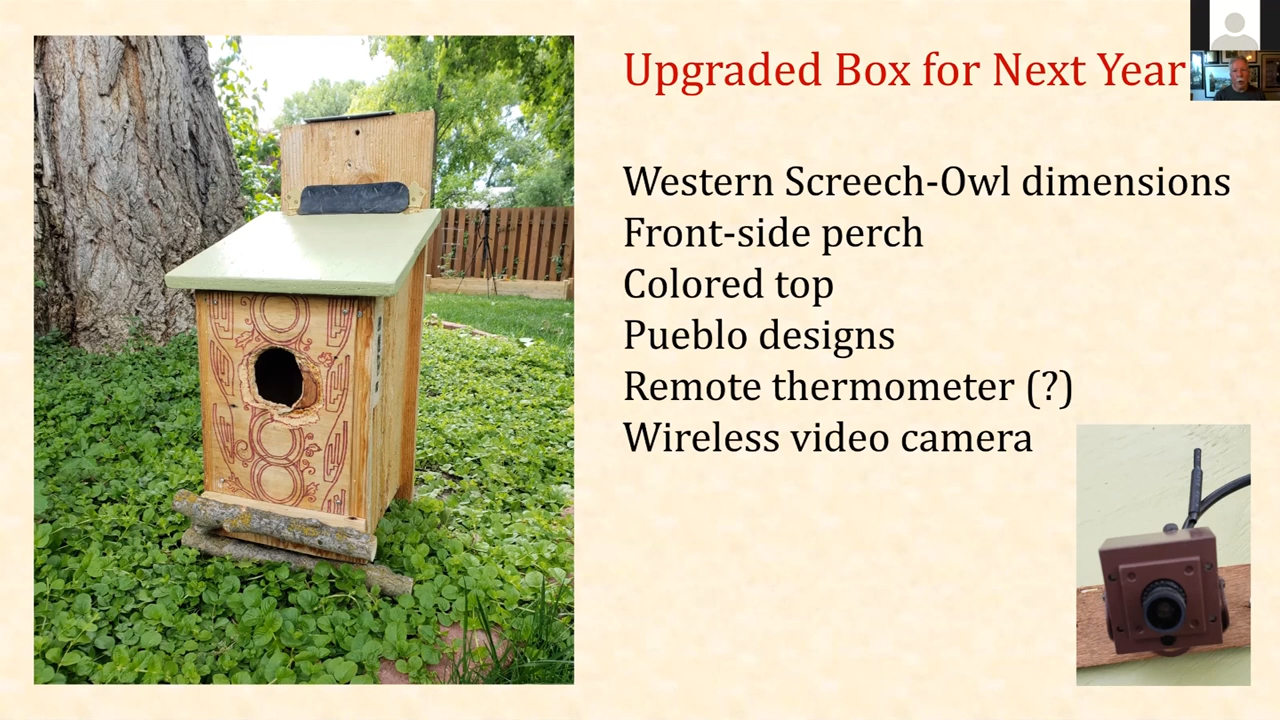 Upgraded Box for Next Year
Western Screech-Owl dimensions
Front-side perch
Colored top
Pueblo designs
Remote thermometer (?)
Wireless video camera